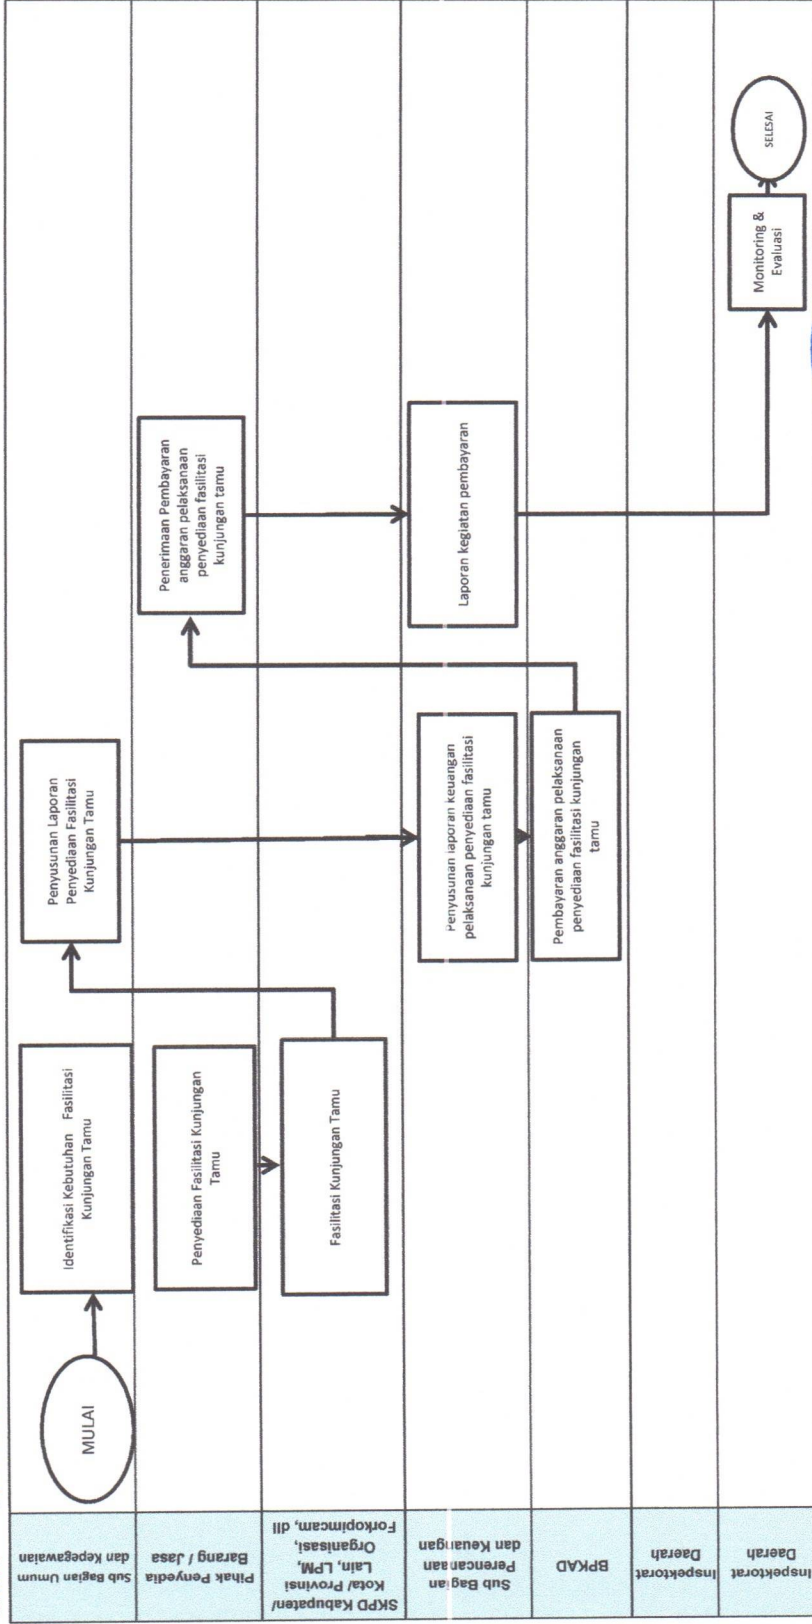 Sub Bagian Umum
dan Kepegawaian
MULAI
Identifikasi Kebutuhan Fasilitasi
Kunjungan Tamu
Penyusunan Laporan
Penyediaan Fasilitasi
Kunjungan Tamu
Pihak Penyedia
Barang / Jasa
Penyediaan Fasilitasi Kunjungan
Tamu
Penerimaan Pembayaran
anggaran pelaksanaan
penyediaan fasilitasi
kunjungan tamu
SKPD Kabupaten/
Kota/ Provinsi
Lain, LPM,
Organisasi,
Forkopimcam, dll
Fasilitasi Kunjungan Tamu
Sub Bagian
Perencanaan
dan Keuangan
Penyusunan laporan keuangan
pelaksanaan penyediaan fasilitasi
kunjungan tamu
Laporan kegiatan pembayaran
BPKAD
Pembayaran anggaran pelaksanaan
penyediaan fasilitasi kunjungan
tamu
Inspektorat
Daerah
Inspektorat
Daerah
Monitoring &
Evaluasi
SELESAI